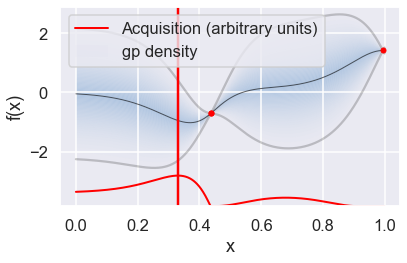 Acquisition (arbitrary units)
gp density
2
0
−2
f(x)
0.0 0.2 0.4 0.6 0.8 1.0
x